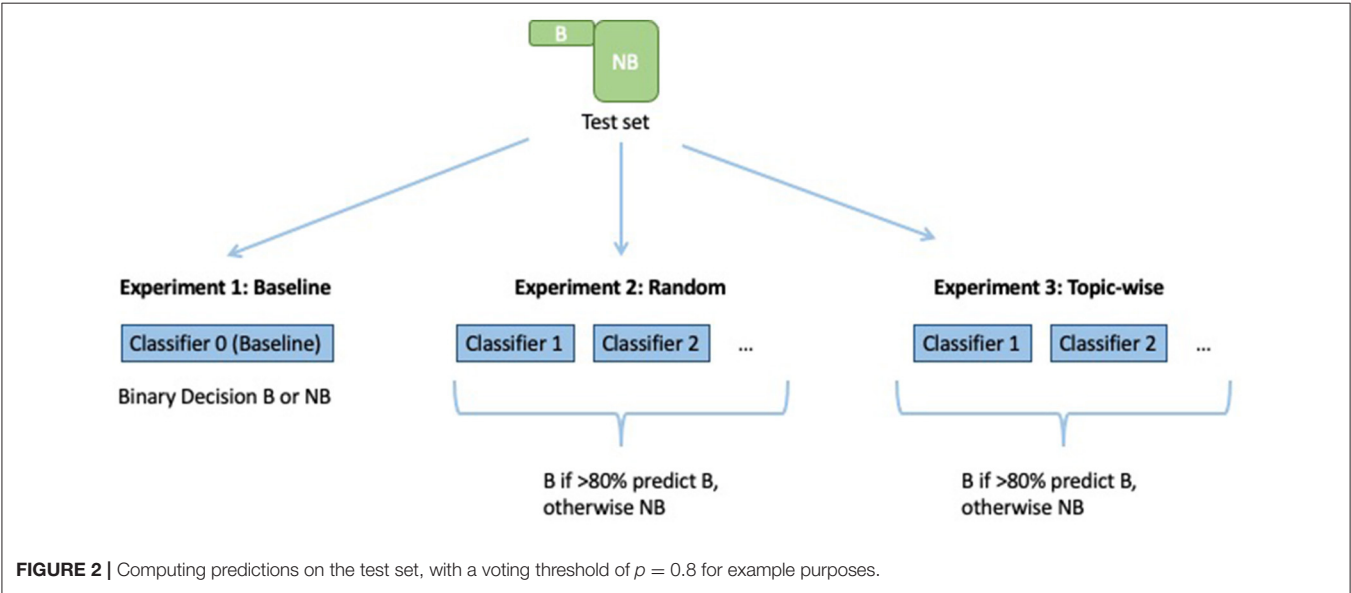 B
NB
Test set
Experiment 1: Baseline
Classifier 0 (Baseline)
Binary Decision B or NB
Experiment 2: Random
Classifier 1
Classifier 2
...
B if >80% predict B,
otherwise NB
Experiment 3: Topic-wise
Classifier 1
Classifier 2
...
B if >80% predict B,
otherwise NB
FIGURE 2 | Computing predictions on the test set, with a voting threshold of p = 0.8 for example purposes.